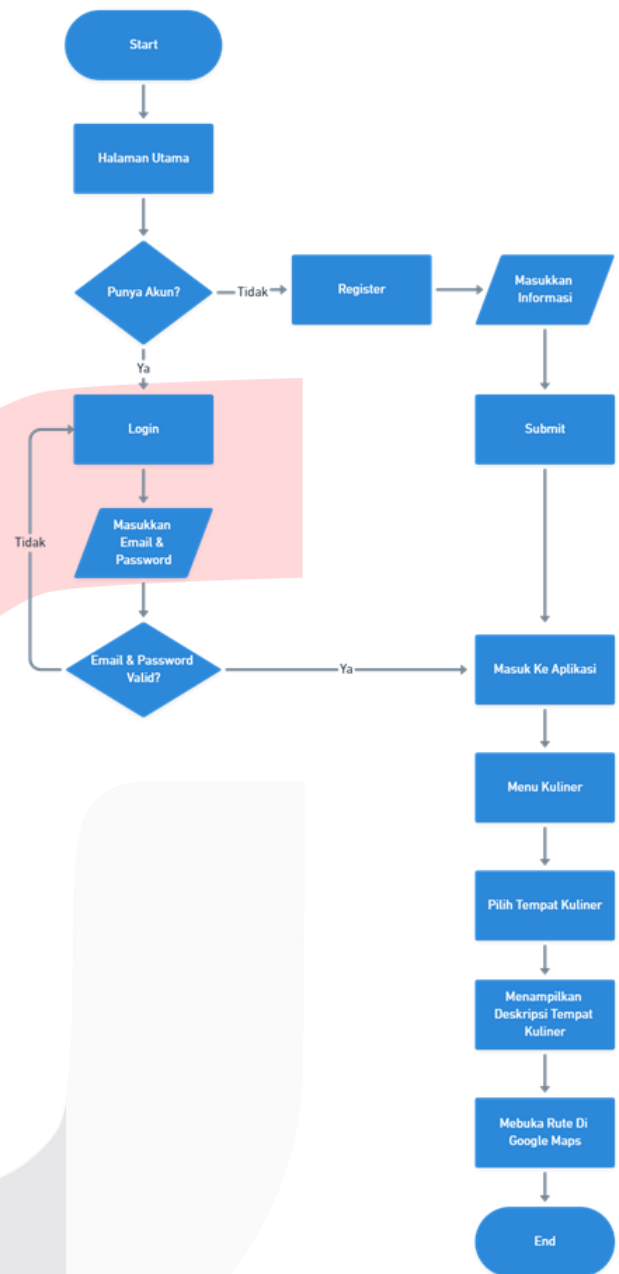 Start
Halaman Utama
Punya Akun?
Tidak
Register
Masukkan
Informasi
Ya
Login
Submit
Masukkan
Email &
Password
Tidak
Email & Password
Valid?
Ya
Masuk Ke Aplikasi
Menu Kuliner
Pilih Tempat Kuliner
Menampilkan
Deskripsi Tempat
Kuliner
Mebuka Rute Di
Google Maps
End